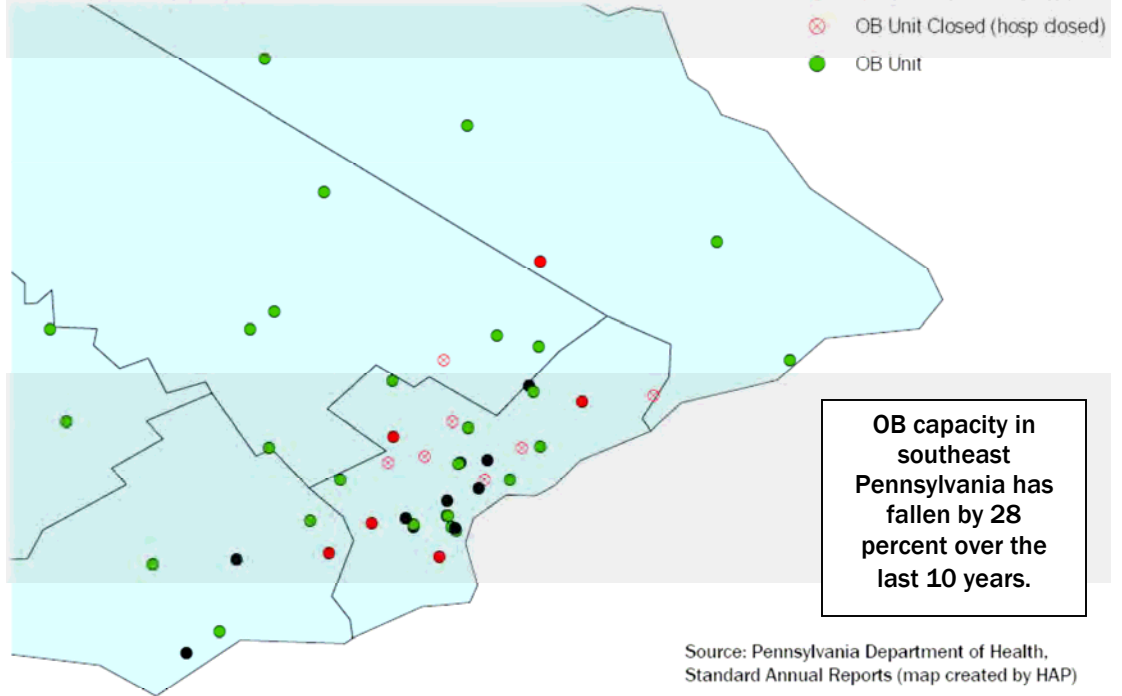 OB Unit Closed (hosp closed)
OB Unit
OB capacity in
southeast
Pennsylvania has
fallen by 28
percent over the
last 10 years.
Source: Pennsylvania Department of Health,
Standard Annual Reports (map created by HAP)